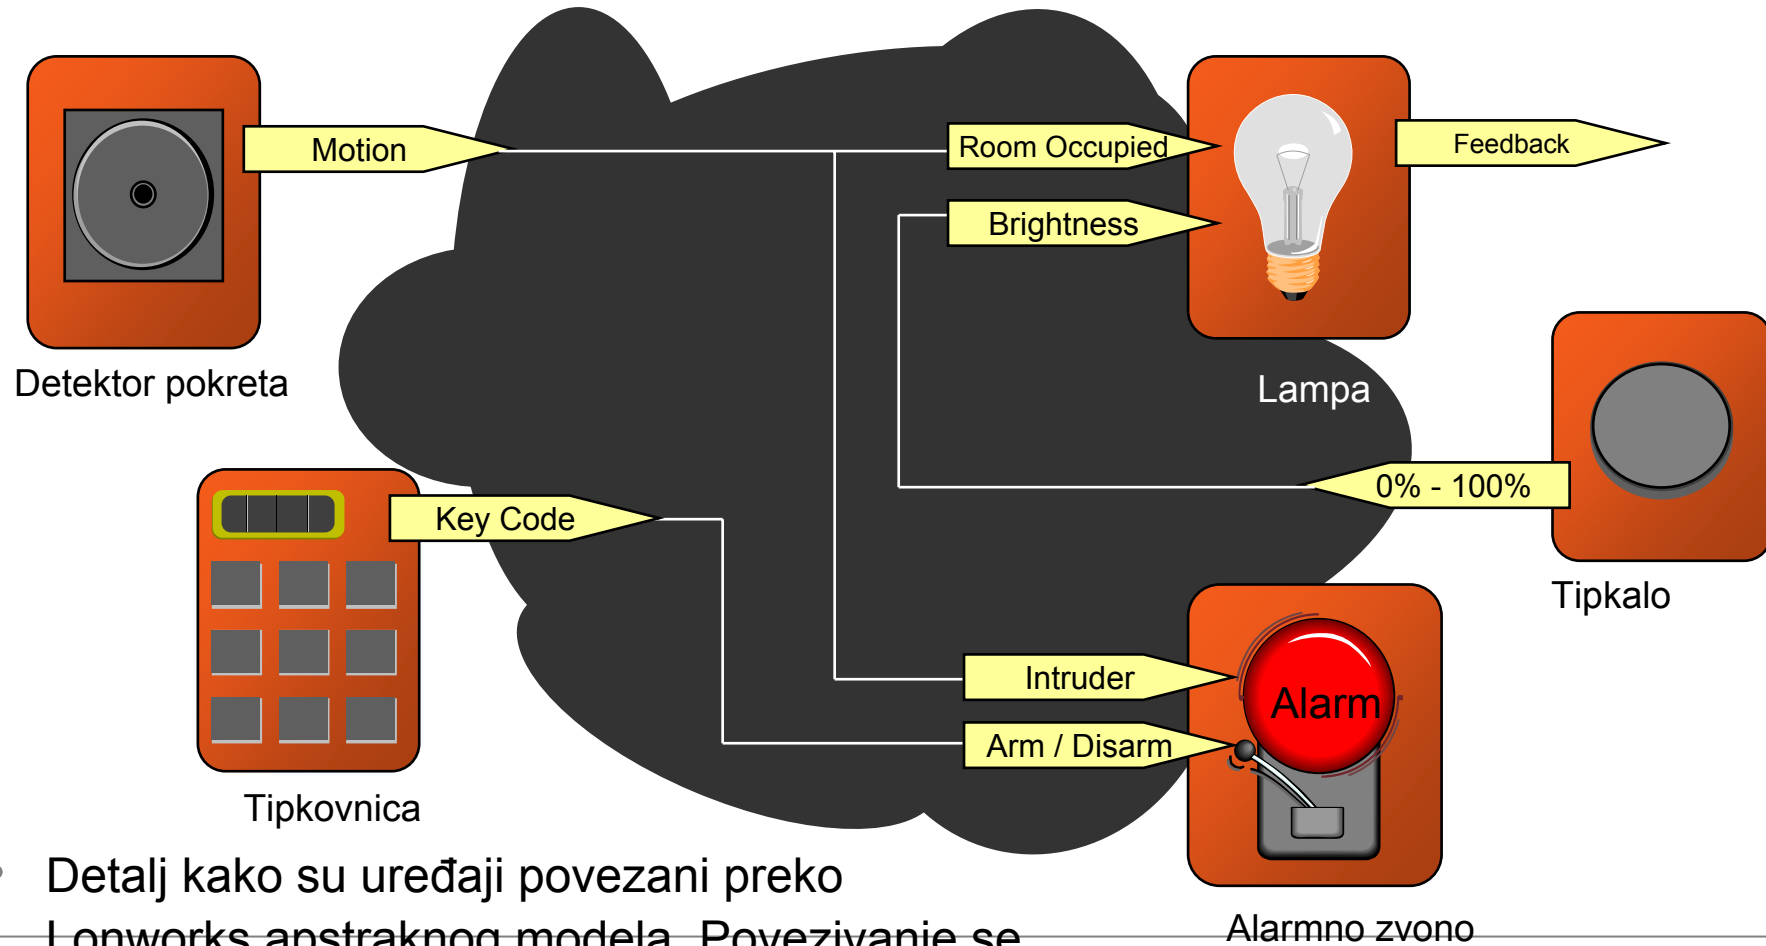 Motion
Room Occupied
Feedback
Brightness
Detektor pokreta
Lampa
0% - 100%
Key Code
Tipkalo
Intruder
Alarm
Arm / Disarm
Tipkovnica
Detalj kako su uređaji povezani preko
Lonworks apstraknog modela. Povezivanje se
Alarmno zvono